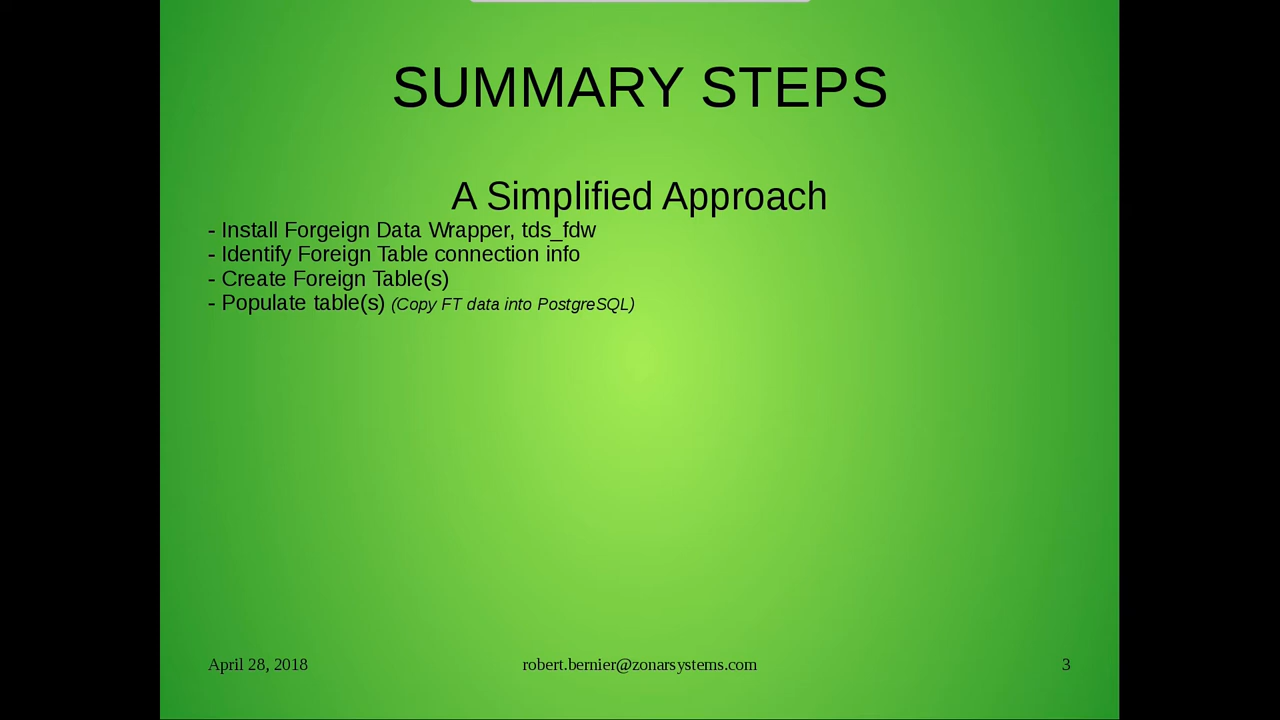 SUMMARY STEPS
A Simplified Approach
- Install Forgeign Data Wrapper, tds_fdw
- Identify Foreign Table connection info
- Create Foreign Table(s)
- Populate table(s) (Copy FT data into PostgreSQL)
April 28, 2018
robert.bernier@zonarsystems.com
3